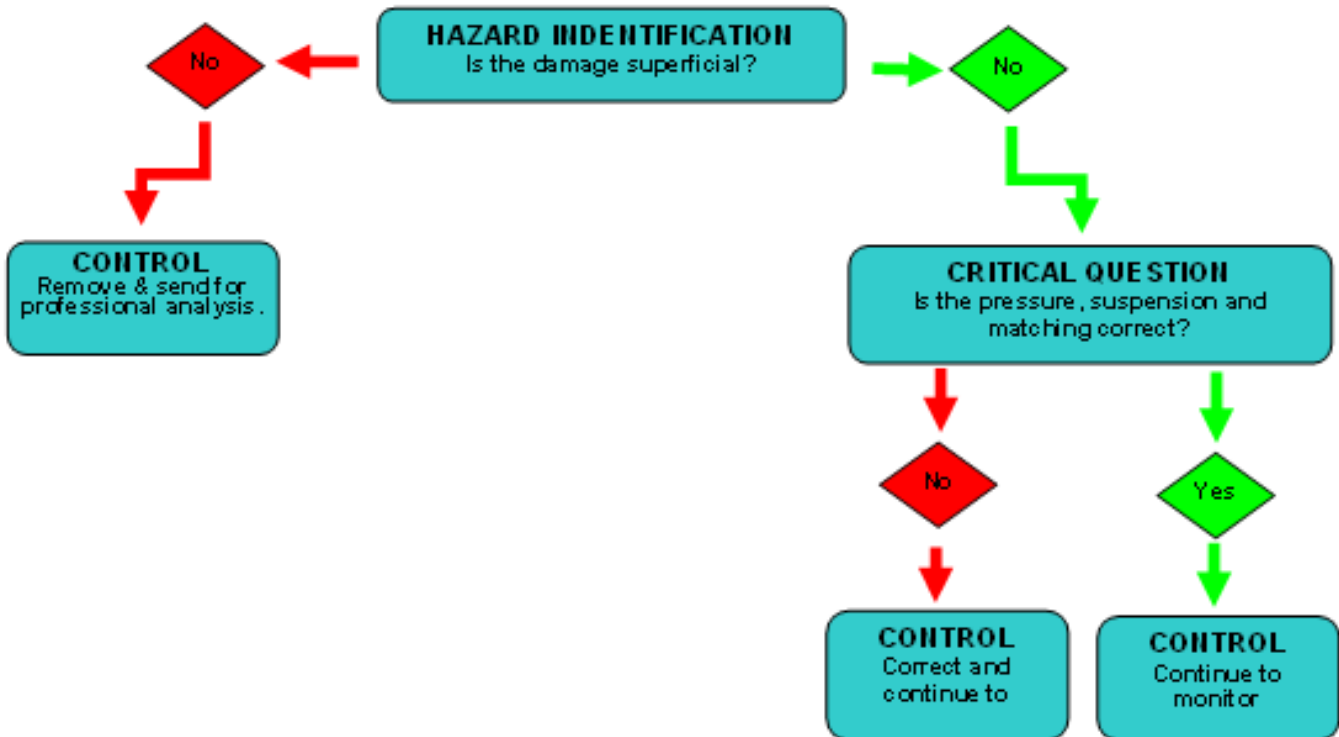 HAZARD INDENTIFICATION
Is the damage superficial?
No
No
CONTROL
Remove & send for
professional analysis.
CRITICAL QUESTION
Is the pressure, suspension and
matching correct?
No
Yes
CONTROL
Correct and
continue to
CONTROL
Continue to
monitor